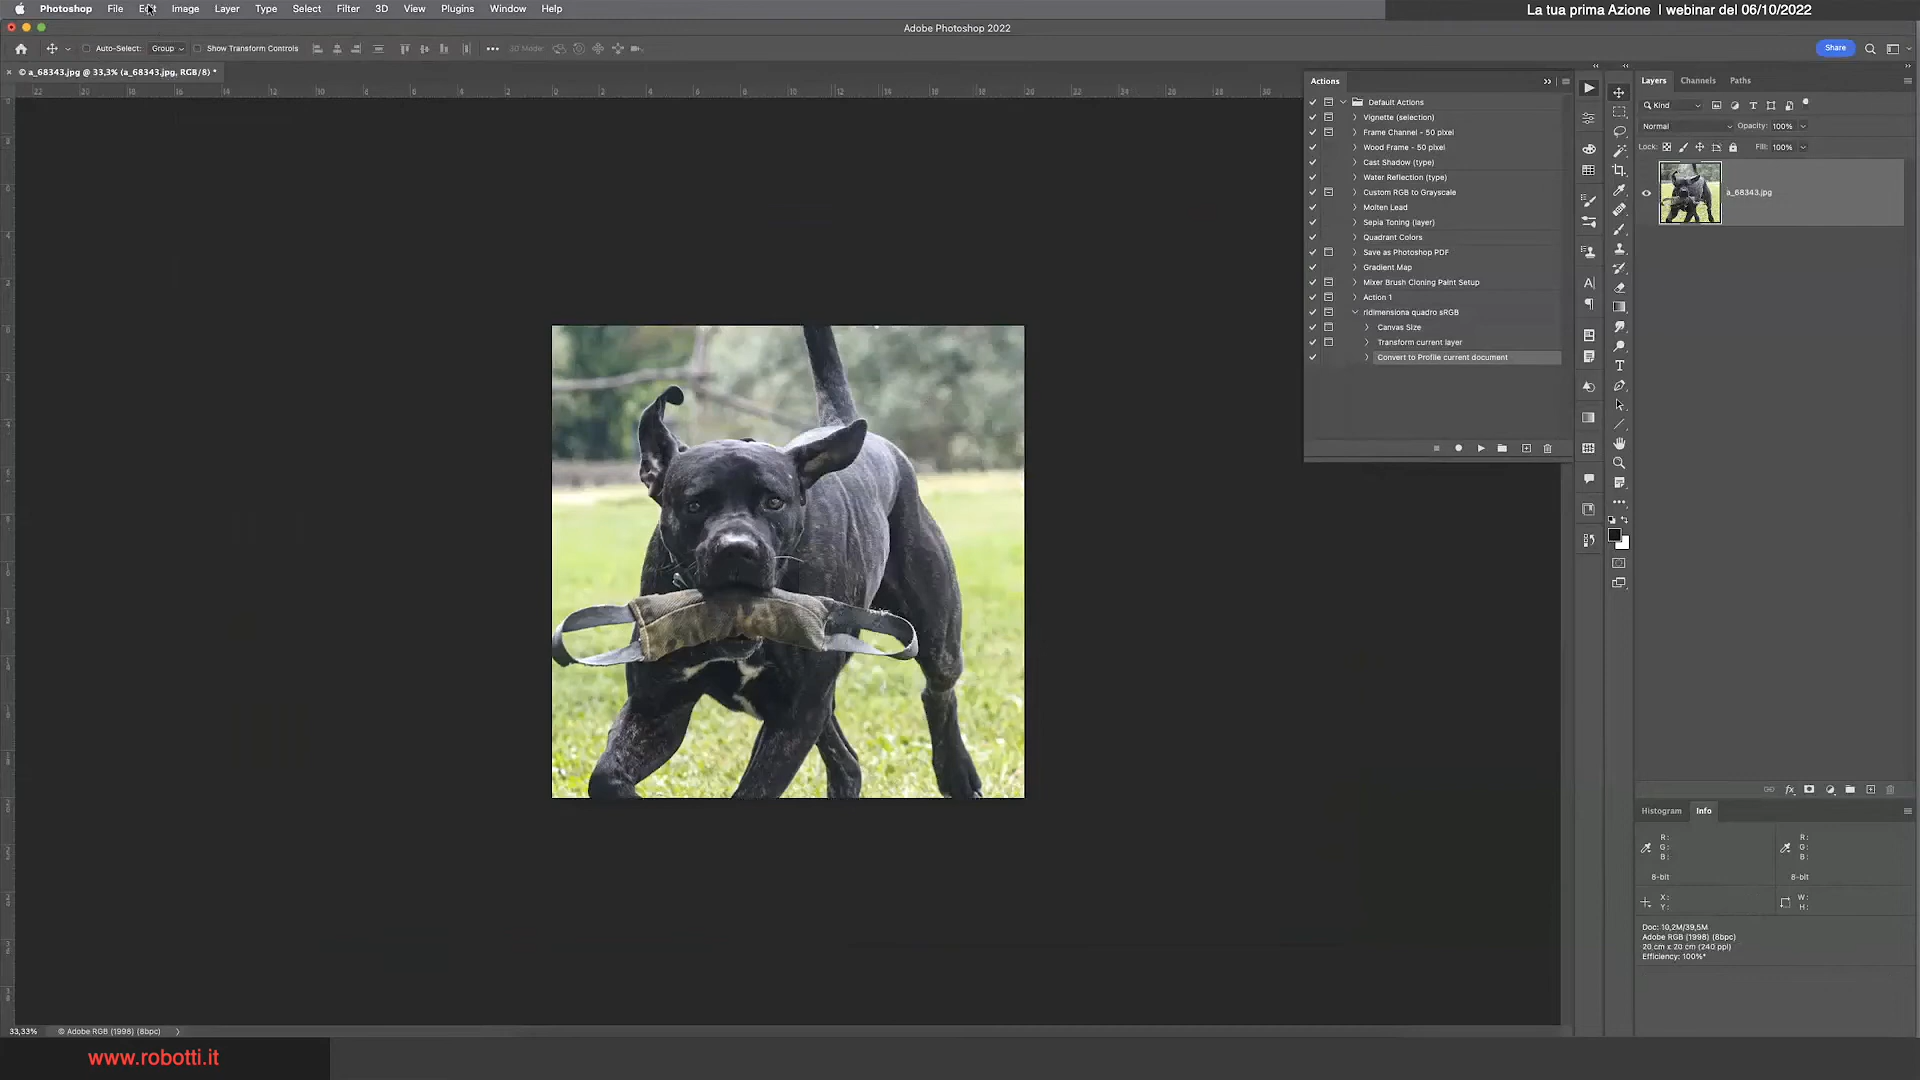 Photoshop File Edit Image Layer Type Select Filter 3D View Plugins Window Help
La tua prima Azione | webinar del 06/10/2022
Adobe Photoshop 2022
Auto-Select: Group Show Transform Controls 3D Mode: Share
© a_68343.jpg @ 33,3% (a_68343.jpg, RGB/8) *
Actions
Default Actions
Vignette (selection)
Frame Channel - 50 pixel
Wood Frame - 50 pixel
Cast Shadow (type)
Water Reflection (type)
Custom RGB to Grayscale
Molten Lead
Sepia Toning (layer)
Quadrant Colors
Save as Photoshop PDF
Gradient Map
Mixer Brush Cloning Paint Setup
Action 1
ridimensiona quadro sRGB
Canvas Size
Transform current layer
Convert to Profile current document
Layers Channels Paths
Kind
Normal Opacity: 100%
Lock: Fill: 100%
a_68343.jpg
Histogram Info
R: R:
G: G:
B: B:
8-bit 8-bit
X: W:
Y: H:
Doc: 10,2M/39,5M
Adobe RGB (1998) (8bpc)
20 cm x 20 cm (240 ppi)
Efficiency: 100%*
33,33% © Adobe RGB (1998) (8bpc)
www.robotti.it